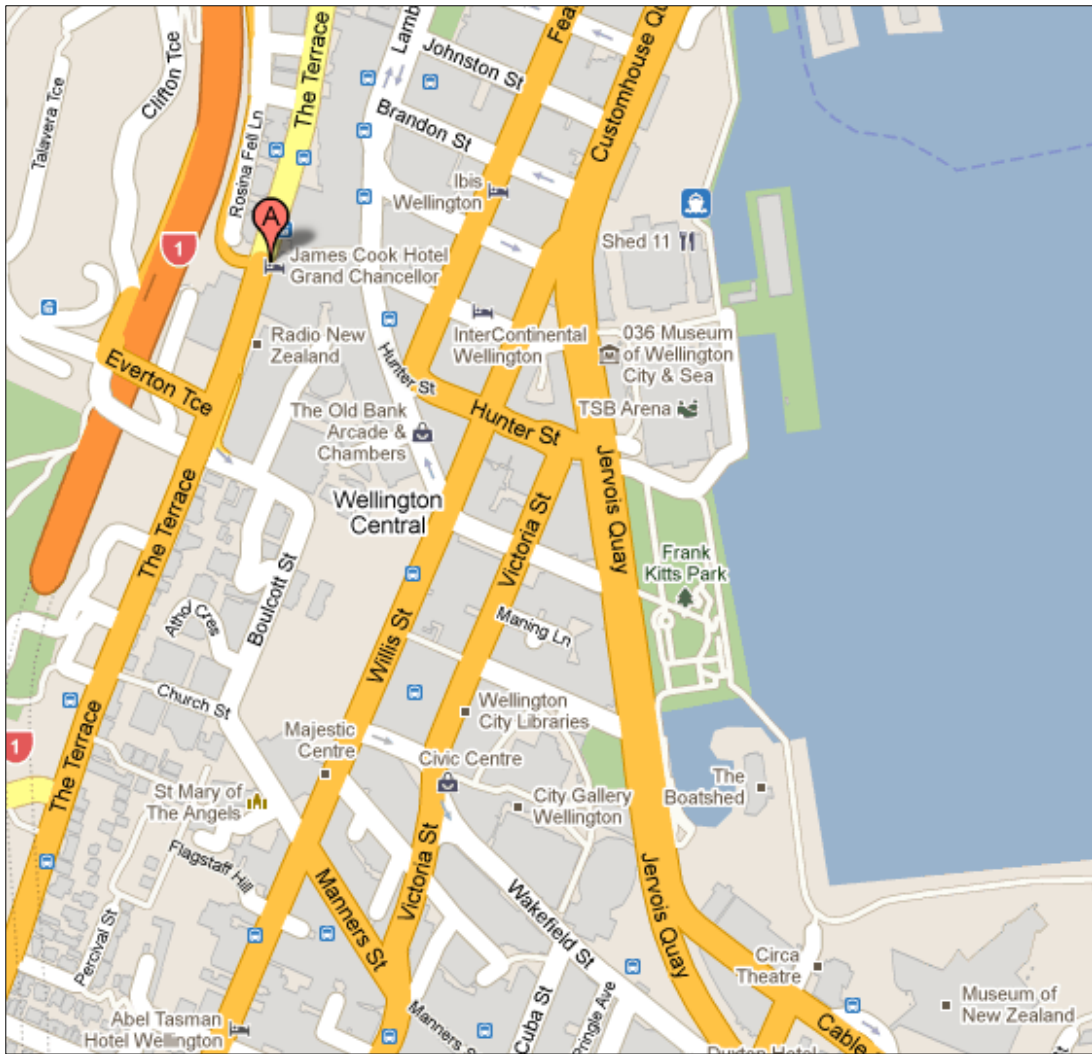 Talavera Tce
Clifton Tce
The Terrace
Lamb
Johnston St
Fea
Customhouse Qu
Brandon St
Rosina Fell Ln
1
A
Ibis
Wellington
Shed 11
James Cook Hotel
Grand Chancellor
Radio New
Zealand
InterContinental
Wellington
036 Museum
of Wellington
City & Sea
Everton Tce
Hunter St
The Old Bank
Arcade &
Chambers
Hunter St
TSB Arena
Wellington
Central
Jervois Quay
Victoria St
The Terrace
Boulcott St
Frank
Kitts Park
Athol Cres
Maning Ln
Willis St
Church St
Wellington
City Libraries
The Terrace
1
Majestic
Centre
Civic Centre
St Mary of
The Angels
City Gallery
Wellington
The
Boatshed
Flagstaff Hill
Victoria St
Manners St
Wakefield St
Jervois Quay
Percival St
Circa
Theatre
Museum of
New Zealand
Abel Tasman
Hotel Wellington
Manners S
Cuba St
Pringle Ave
Cable